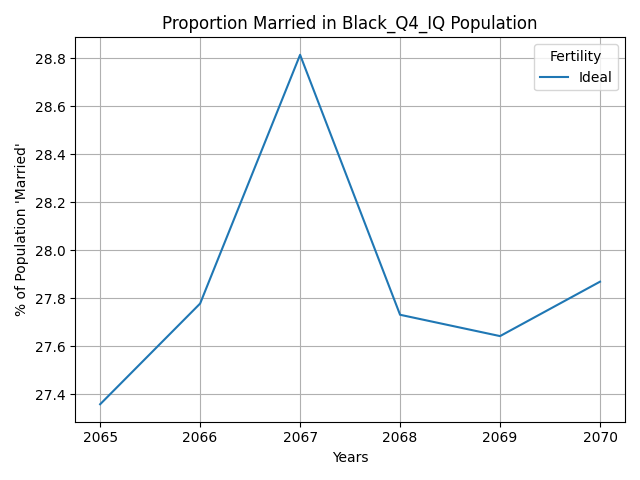 Proportion Married in Black_Q4_IQ Population
Fertility
Ideal
% of Population 'Married'
28.8
28.6
28.4
28.2
28.0
27.8
27.6
27.4
2065 2066 2067 2068 2069 2070
Years